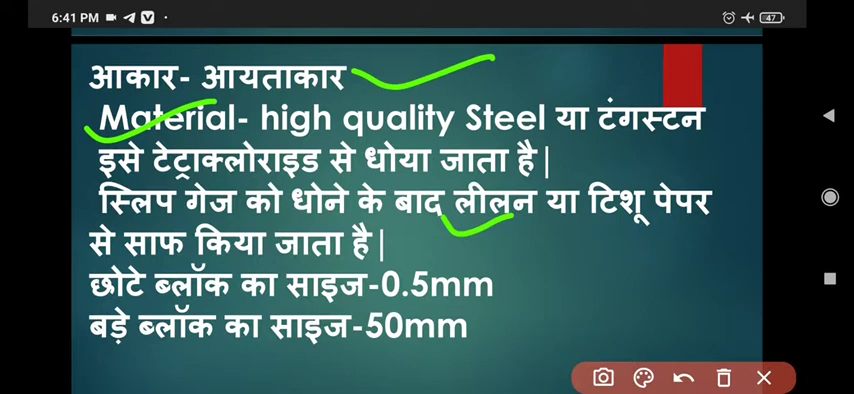 6:41 PM
47
आकार- आयताकार
Material- high quality Steel या टंगस्टन
इसे टेट्राक्लोराइड से धोया जाता है|
स्लिप गेज को धोने के बाद लीलन या टिशू पेपर
से साफ किया जाता है|
छोटे ब्लॉक का साइज-0.5mm
बड़े ब्लॉक का साइज-50mm